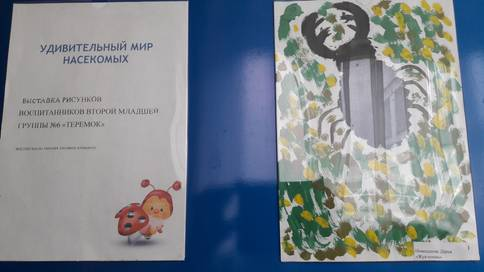 УДИВИТЕЛЬНЫЙ МИР
НАСЕКОМЫХ
ВЫСТАВКА РИСУНКОВ
ВОСПИТАННИКОВ ВТОРОЙ МЛАДШЕЙ
ГРУППЫ №6 «ТЕРЕМОК»